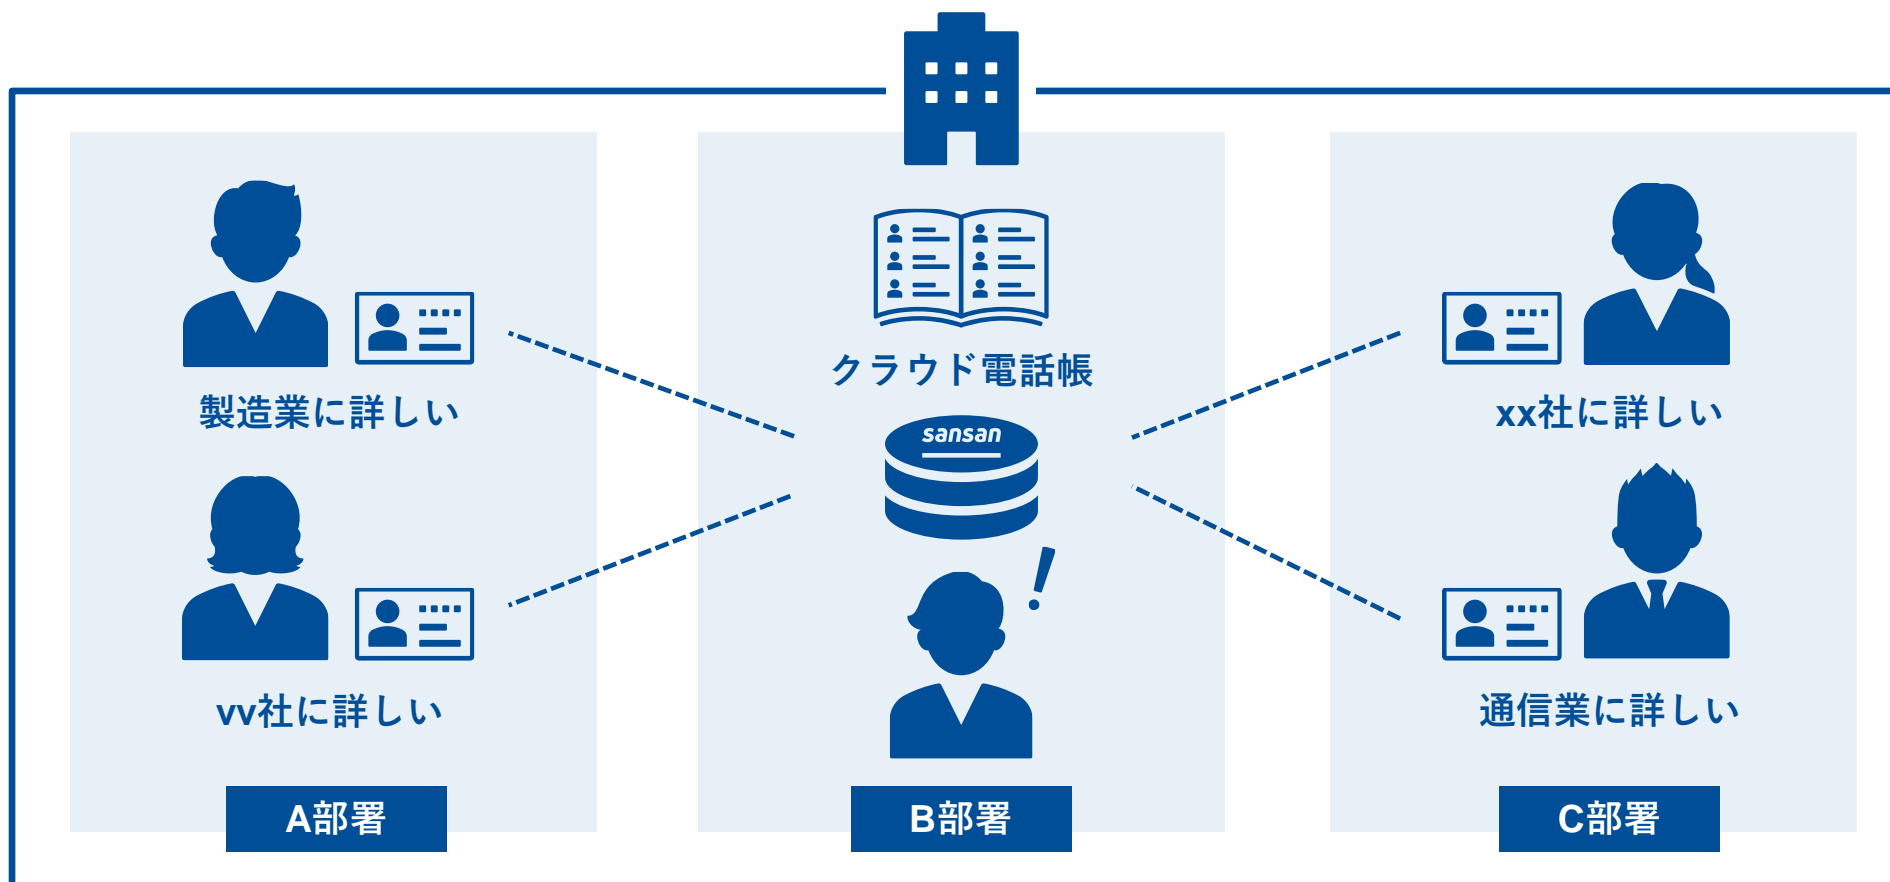 製造業に詳しい
vv社に詳しい
A部署
クラウド電話帳
sansan
B部署
xx社に詳しい
通信業に詳しい
C部署